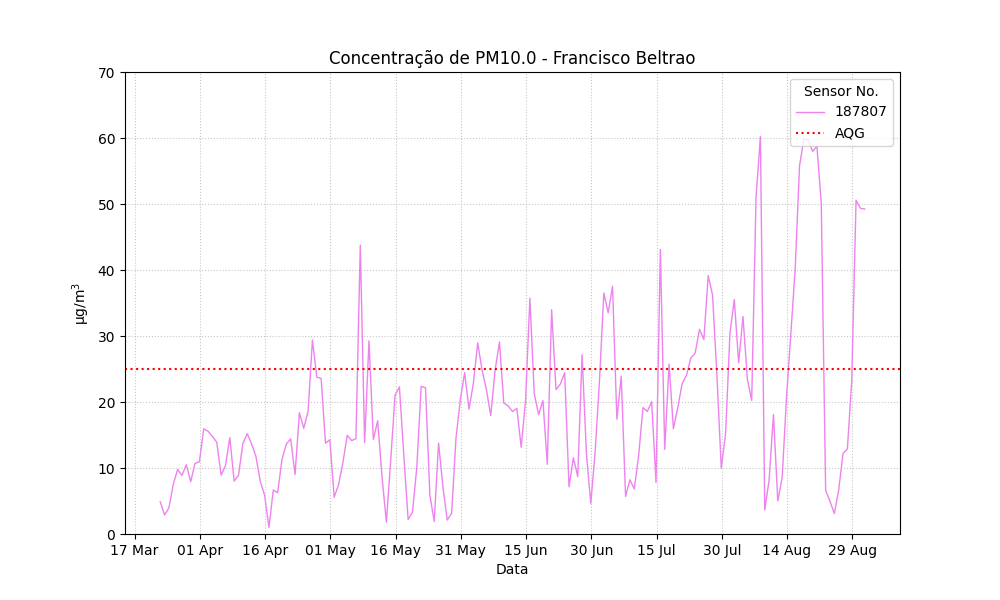 Concentração de PM10.0 - Francisco Beltrao
70
60
50
40
30
20
10
0
µg/m³
Sensor No.
187807
AQG
17 Mar 01 Apr 16 Apr 01 May 16 May 31 May 15 Jun 30 Jun 15 Jul 30 Jul 14 Aug 29 Aug
Data